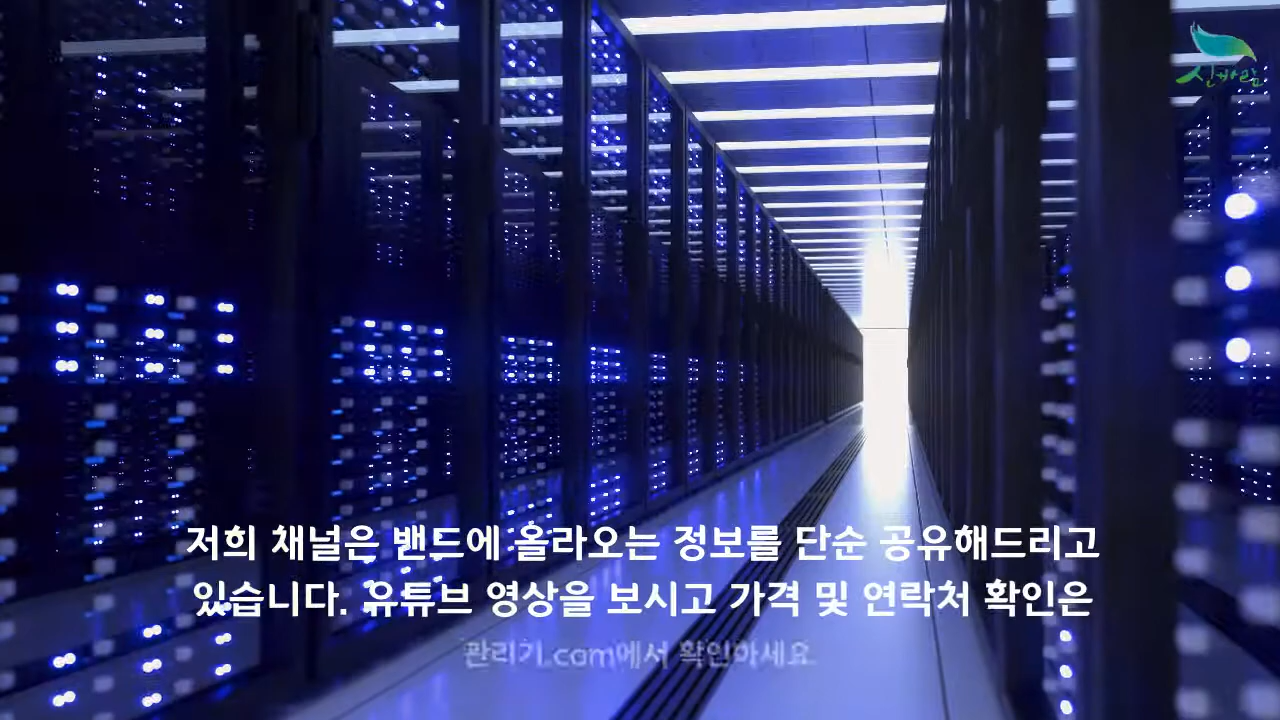 신바람
저희 채널은 밴드에 올라오는 정보를 단순 공유해드리고
있습니다. 유튜브 영상을 보시고 가격 및 연락처 확인은
관리기.com에서 확인하세요